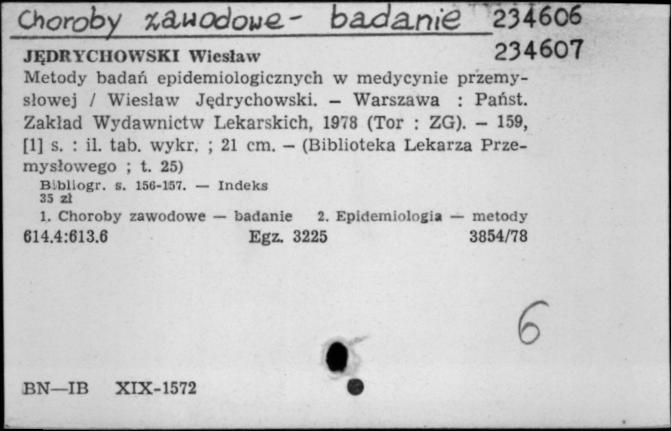 Choroby zawodowe - badanie 234606
234607
JĘDRYCHOWSKI Wiesław
Metody badań epidemiologicznych w medycynie przemy-
słowej / Wiesław Jędrychowski. — Warszawa : Państ.
Zakład Wydawnictw Lekarskich, 1978 (Tor : ZG). — 159,
[1] s. : il. tab. wykr. ; 21 cm. — (Biblioteka Lekarza Prze-
mysłowego ; t. 25)
Bibliogr. s. 156-157. — Indeks
35 zł
1. Choroby zawodowe — badanie 2. Epidemiologia — metody
614.4:613.6 Egz. 3225 3854/78
6
BN—IB XIX-1572